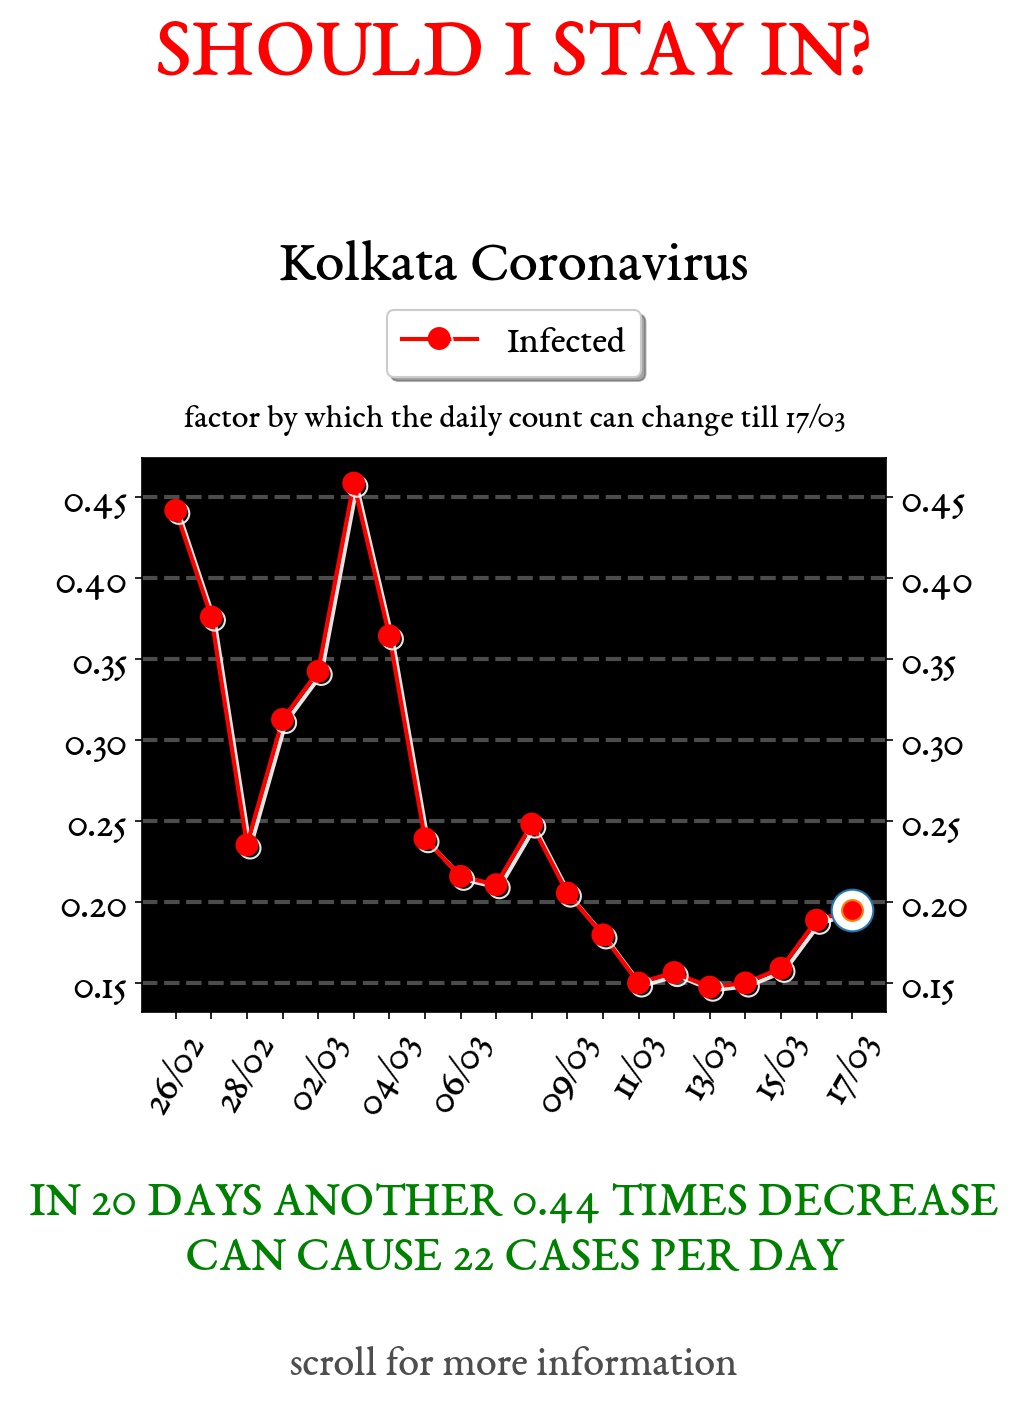 SHOULD I STAY IN?
Kolkata Coronavirus
Infected
factor by which the daily count can change till 17/03
0.45 0.45
0.40 0.40
0.35 0.35
0.30 0.30
0.25 0.25
0.20 0.20
0.15 0.15
26/02 28/02 02/03 04/03 06/03 09/03 11/03 13/03 15/03 17/03
IN 20 DAYS ANOTHER 0.44 TIMES DECREASE
CAN CAUSE 22 CASES PER DAY
scroll for more information